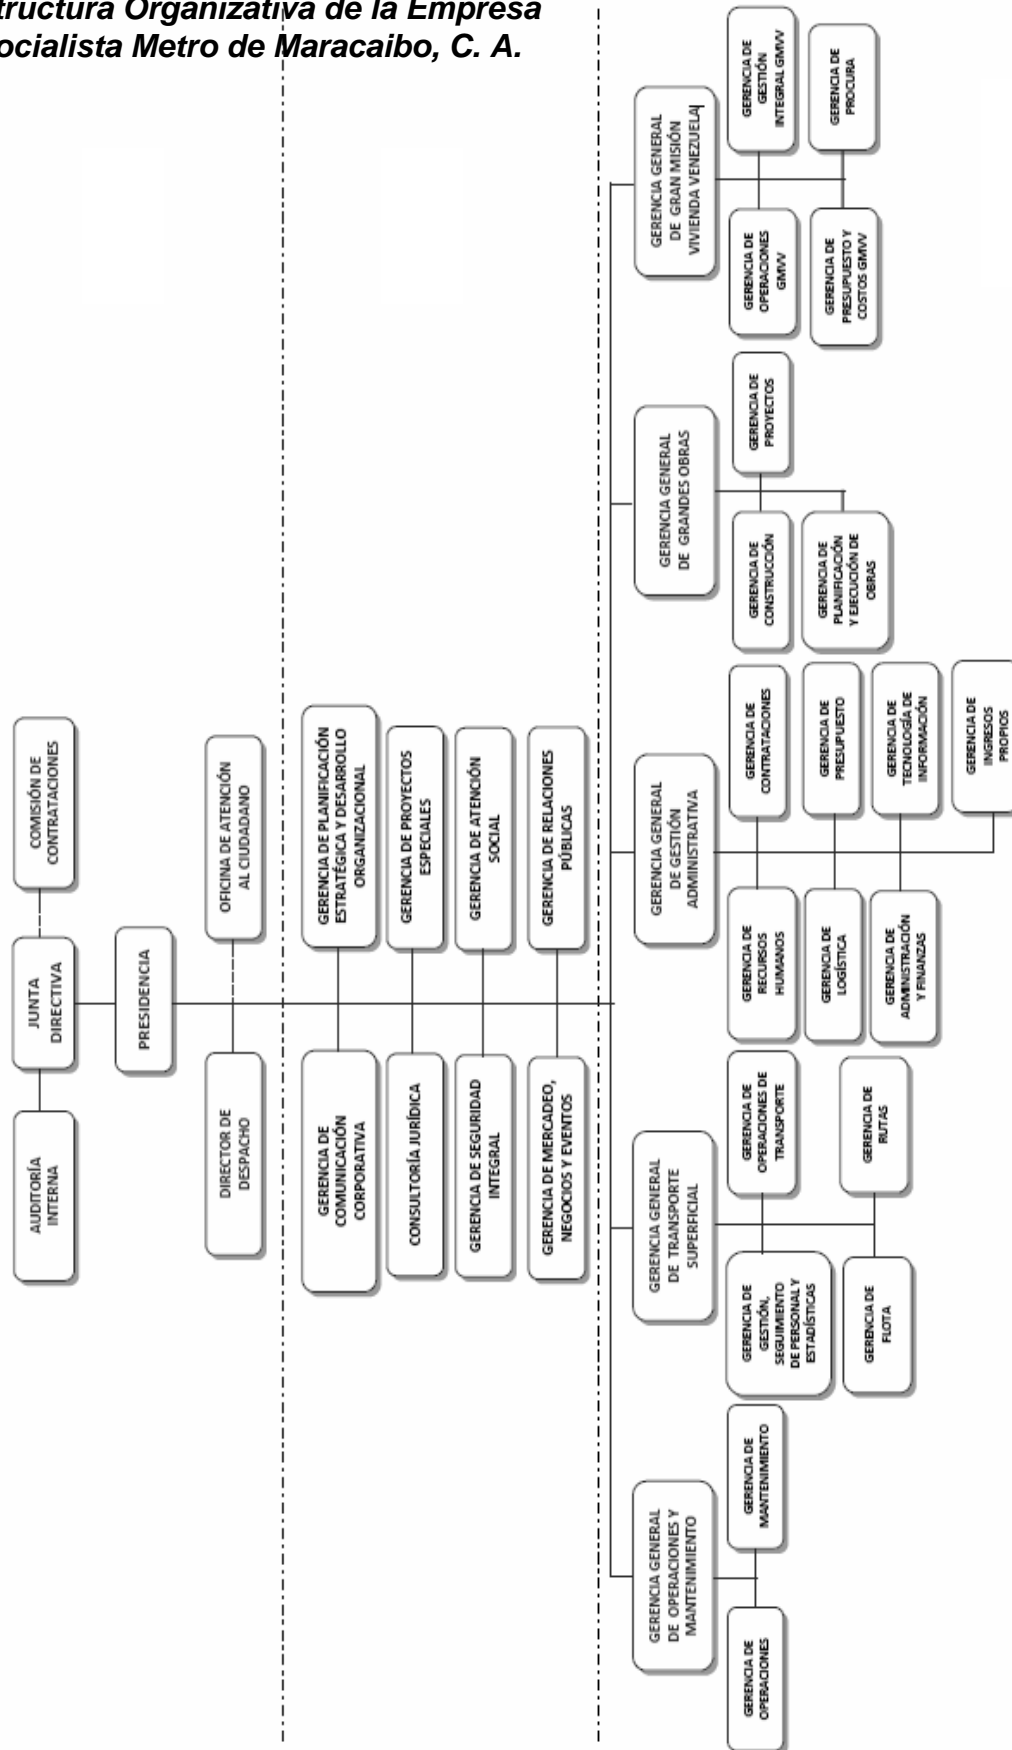 tructura Organizativa de la Empresa
ocialista Metro de Maracaibo, C. A.
AUDITORÍA
INTERNA
JUNTA
DIRECTIVA
COMISIÓN DE
CONTRATACIONES
PRESIDENCIA
DIRECTOR DE
DESPACHO
OFICINA DE ATENCIÓN
AL CIUDADANO
GERENCIA DE
COMUNICACIÓN
CORPORATIVA
GERENCIA DE PLANIFICACIÓN
ESTRATÉGICA Y DESARROLLO
ORGANIZACIONAL
CONSULTORÍA JURÍDICA
GERENCIA DE PROYECTOS
ESPECIALES
GERENCIA DE SEGURIDAD
INTEGRAL
GERENCIA DE ATENCIÓN
SOCIAL
GERENCIA DE MERCADEO,
NEGOCIOS Y EVENTOS
GERENCIA DE RELACIONES
PÚBLICAS
GERENCIA GENERAL
DE OPERACIONES Y
MANTENIMIENTO
GERENCIA DE
OPERACIONES
GERENCIA DE
MANTENIMIENTO
GERENCIA GENERAL
DE TRANSPORTE
SUPERFICIAL
GERENCIA DE
GESTIÓN,
SEGUIMIENTO
DE PERSONAL Y
ESTADÍSTICAS
GERENCIA DE
OPERACIONES DE
TRANSPORTE
GERENCIA DE
FLOTA
GERENCIA DE
RUTAS
GERENCIA GENERAL
DE GESTIÓN
ADMINISTRATIVA
GERENCIA DE
RECURSOS
HUMANOS
GERENCIA DE
CONTRATACIONES
GERENCIA DE
LOGÍSTICA
GERENCIA DE
PRESUPUESTO
GERENCIA DE
ADMINISTRACIÓN
Y FINANZAS
GERENCIA DE
TECNOLOGÍA DE
INFORMACIÓN
GERENCIA DE
INGRESOS
PROPIOS
GERENCIA GENERAL
DE GRANDES OBRAS
GERENCIA DE
CONSTRUCCIÓN
GERENCIA DE
PROYECTOS
GERENCIA DE
PLANIFICACIÓN
Y EJECUCIÓN DE
OBRAS
GERENCIA GENERAL
DE GRAN MISIÓN
VIVIENDA VENEZUELA
GERENCIA DE
OPERACIONES
GMVV
GERENCIA DE
GESTIÓN
INTEGRAL GMVV
GERENCIA DE
PRESUPUESTO Y
COSTOS GMVV
GERENCIA DE
PROCURA